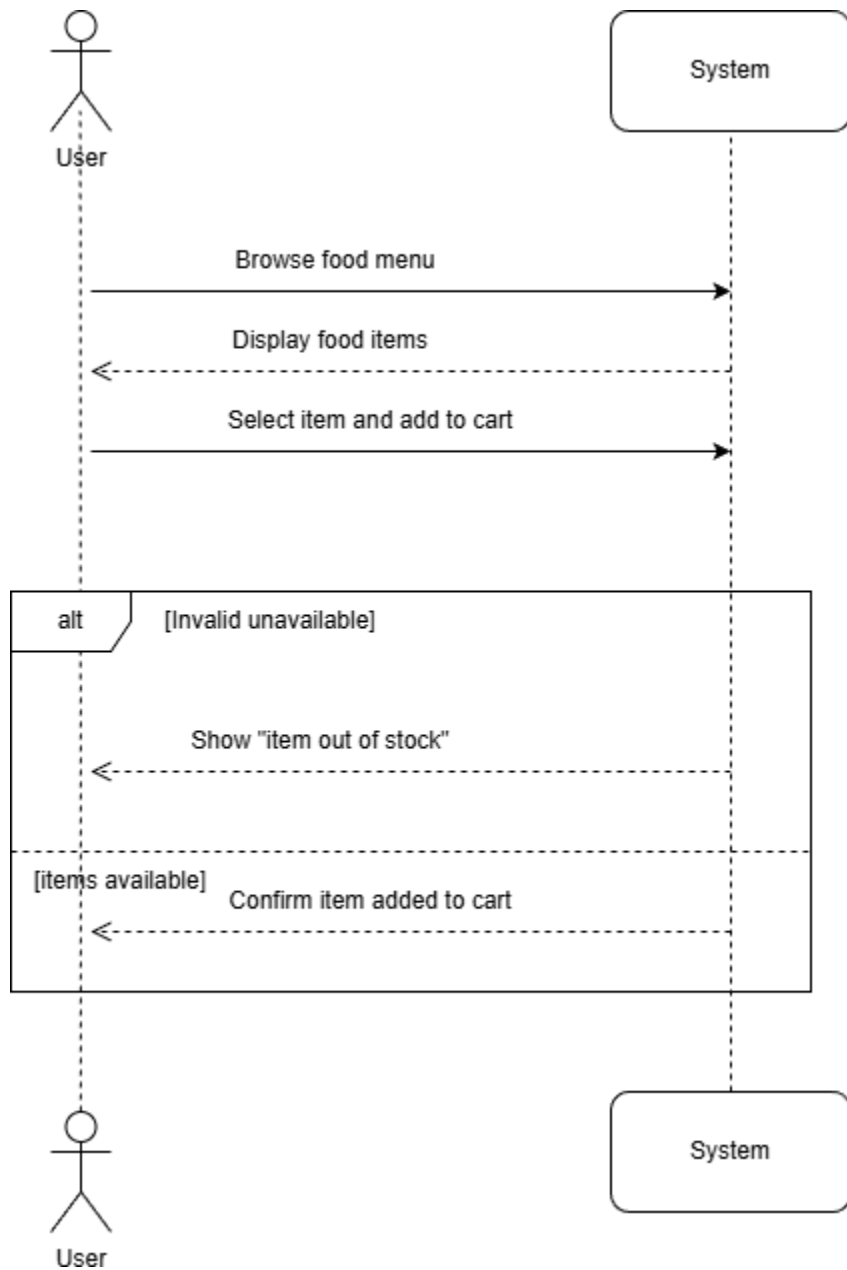 User
System
Browse food menu
Display food items
Select item and add to cart
alt
[Invalid unavailable]
Show "item out of stock"
[items available]
Confirm item added to cart
System
User